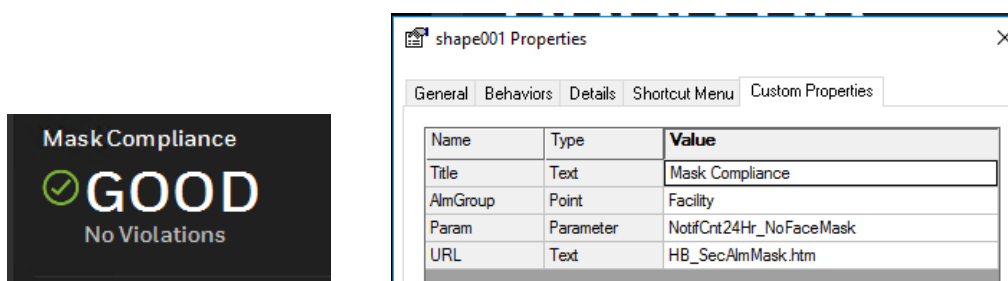 Mask Compliance
GOOD
No Violations
shape001 Properties
General Behaviors Details Shortcut Menu Custom Properties
Name Type Value
Title Text Mask Compliance
AlmGroup Point Facility
Param Parameter NotifCnt24Hr_NoFaceMask
URL Text HB_SecAlmMask.htm